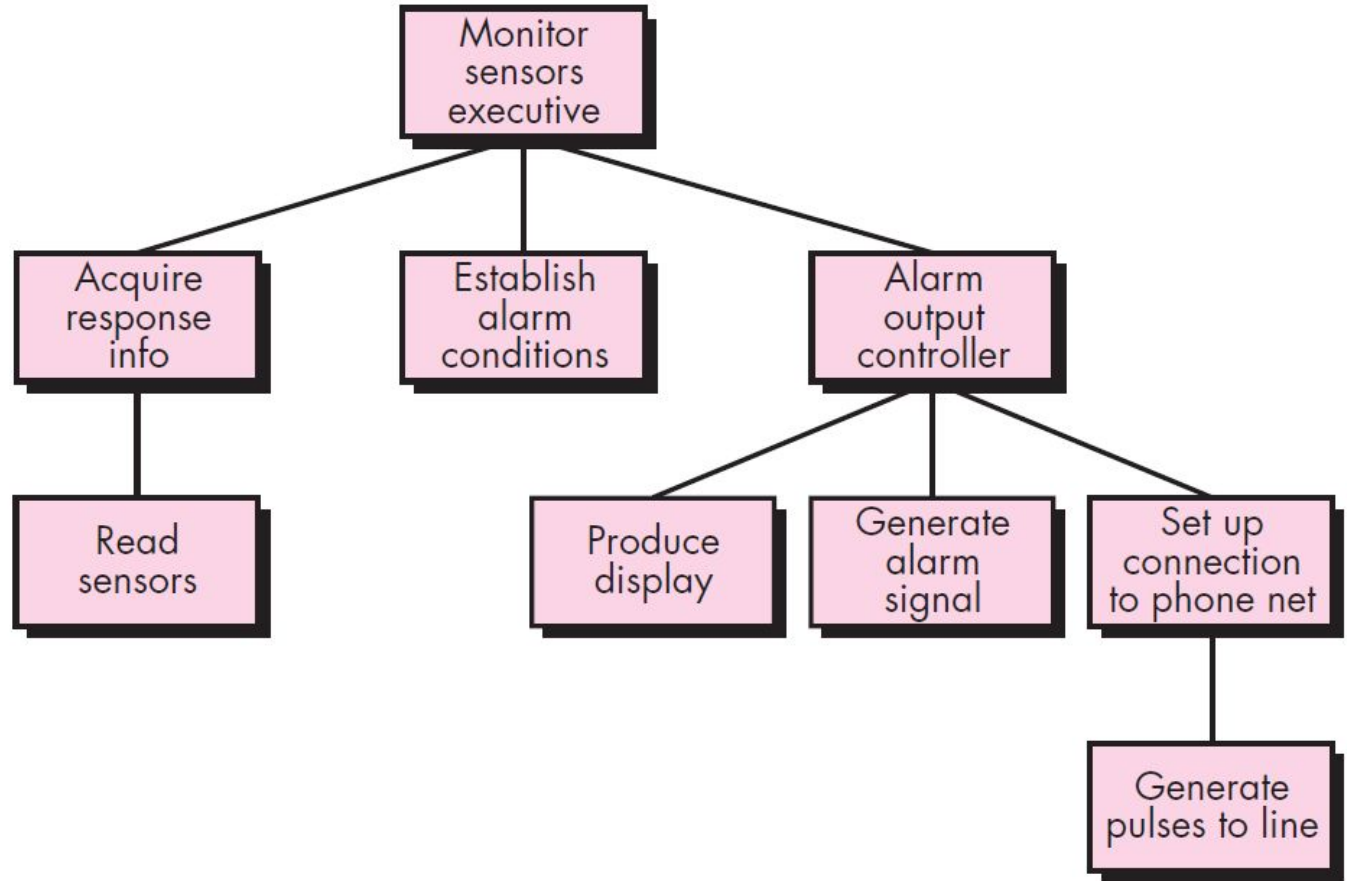 Monitor
sensors
executive
Acquire
response
info
Establish
alarm
conditions
Alarm
output
controller
Read
sensors
Produce
display
Generate
alarm
signal
Set up
connection
to phone net
Generate
pulses to line